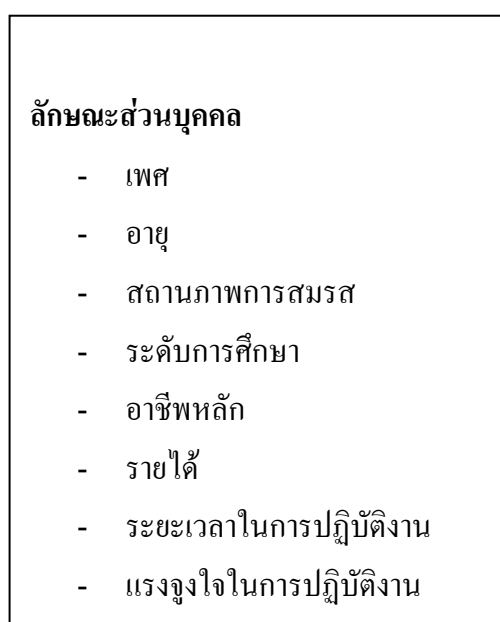 ลักษณะส่วนบุคคล
- เพศ
- อายุ
- สถานภาพการสมรส
- ระดับการศึกษา
- อาชีพหลัก
- รายได้
- ระยะเวลาในการปฏิบัติงาน
- แรงจูงใจในการปฏิบัติงาน